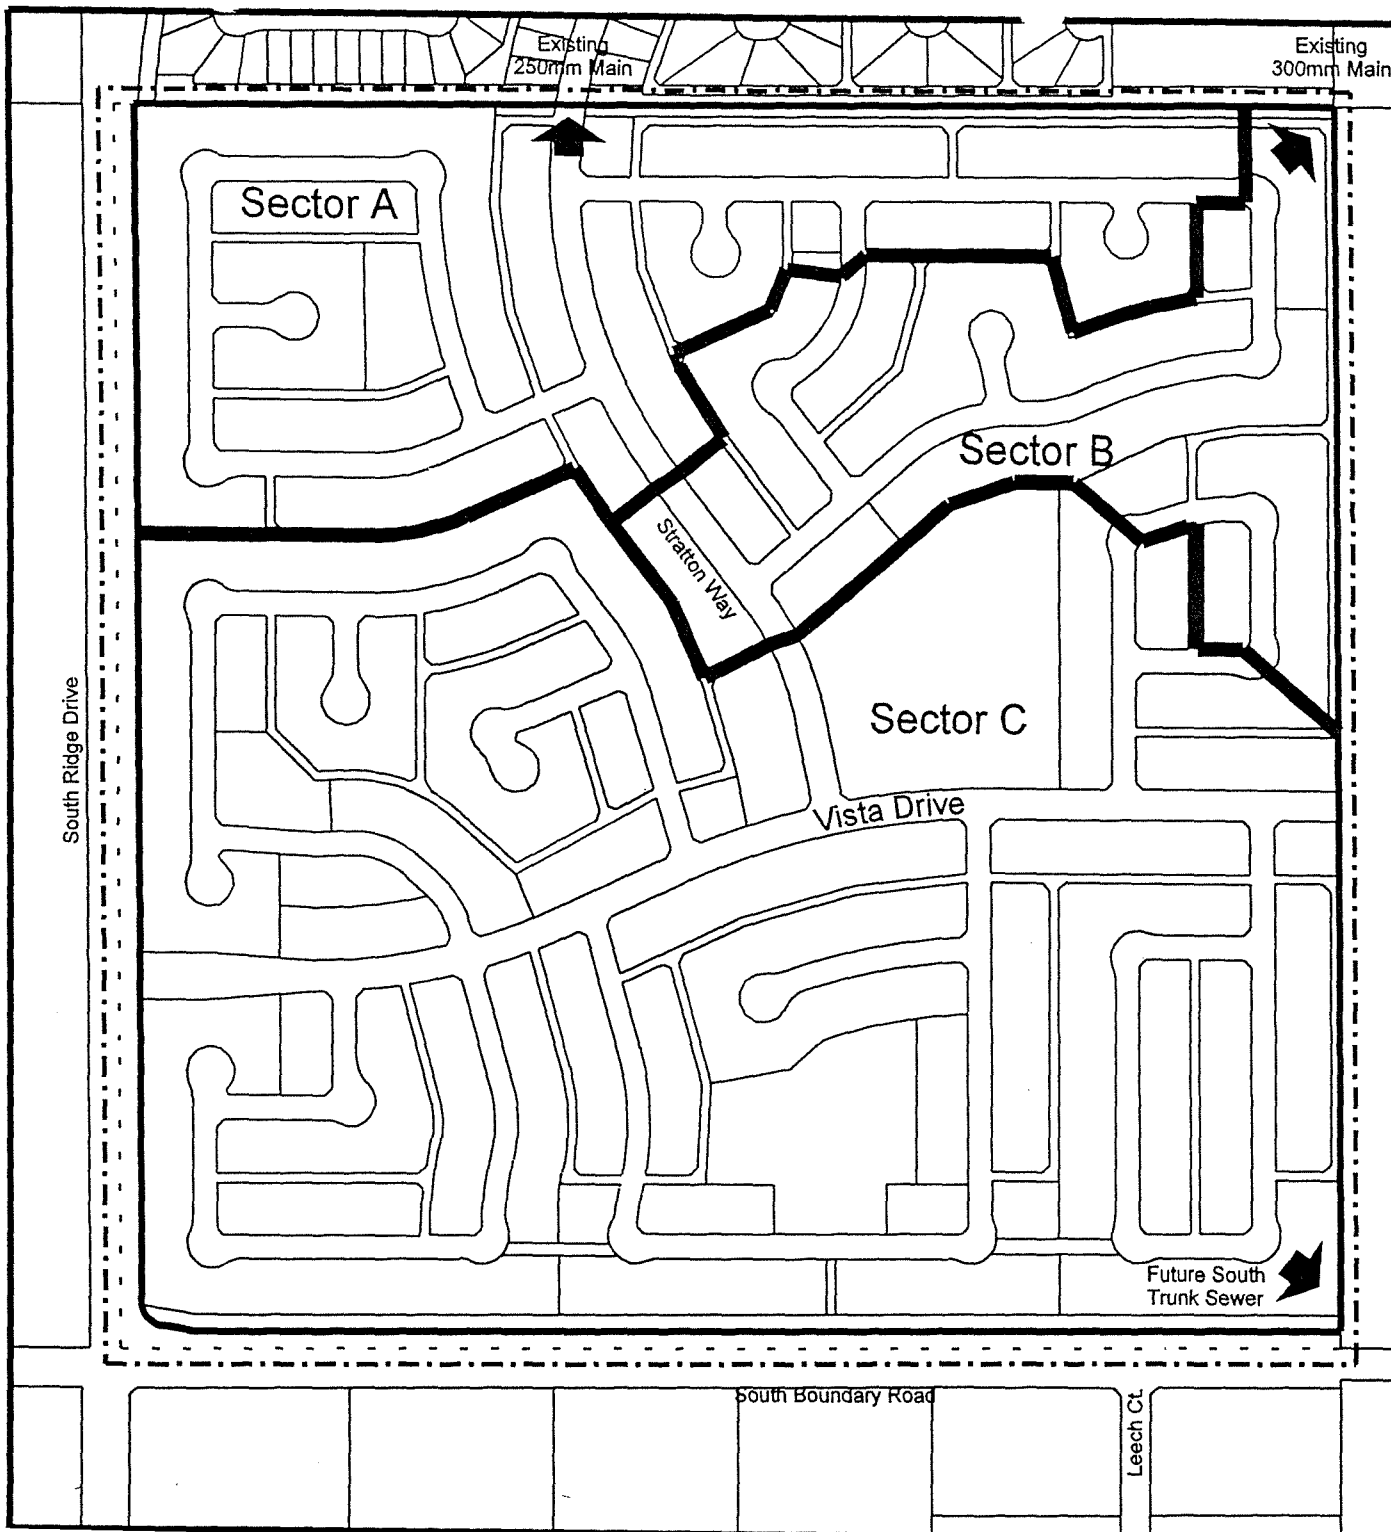 Existing
250mm Main
Existing
300mm Main
Sector A
Sector B
Stratton Way
Sector C
South Ridge Drive
Vista Drive
Future South
Trunk Sewer
South Boundary Road
Leech Ct.